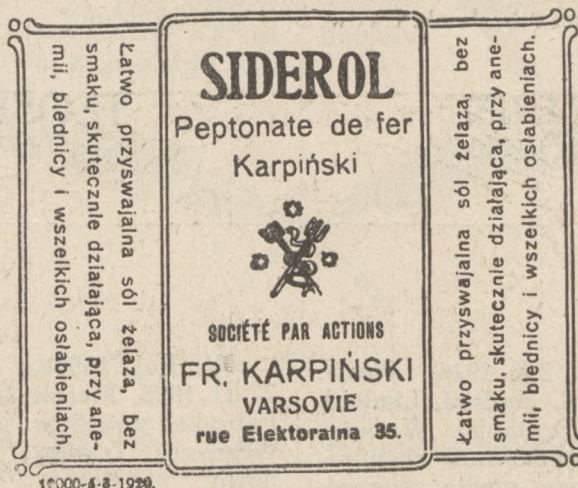 Łatwo przyswajalna sól żelaza, bez
smaku, skutecznie działająca, przy ane-
mii, blednicy i wszelkich osłabieniach.
SIDEROL
Peptonate de fer
Karpiński
SOCIÉTÉ PAR ACTIONS
FR. KARPIŃSKI
VARSOVIE
rue Elektoralna 35.
Łatwo przyswajalna sól żelaza, bez
smaku, skutecznie działająca, przy ane-
mii, blednicy i wszelkich osłabieniach.
10000-4-3-1920.